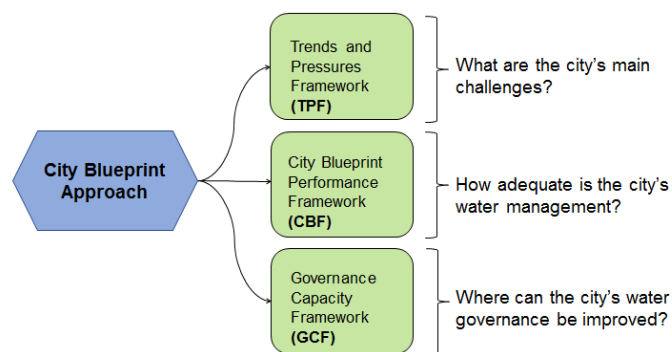 City Blueprint
Approach
Trends and
Pressures
Framework
(TPF)
What are the city's main
challenges?
City Blueprint
Performance
Framework
(CBF)
How adequate is the city's
water management?
Governance
Capacity
Framework
(GCF)
Where can the city's water
governance be improved?